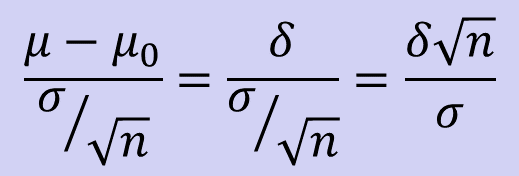 (μ − μ₀)/(σ/√n) = δ/(σ/√n) = δ√n/σ